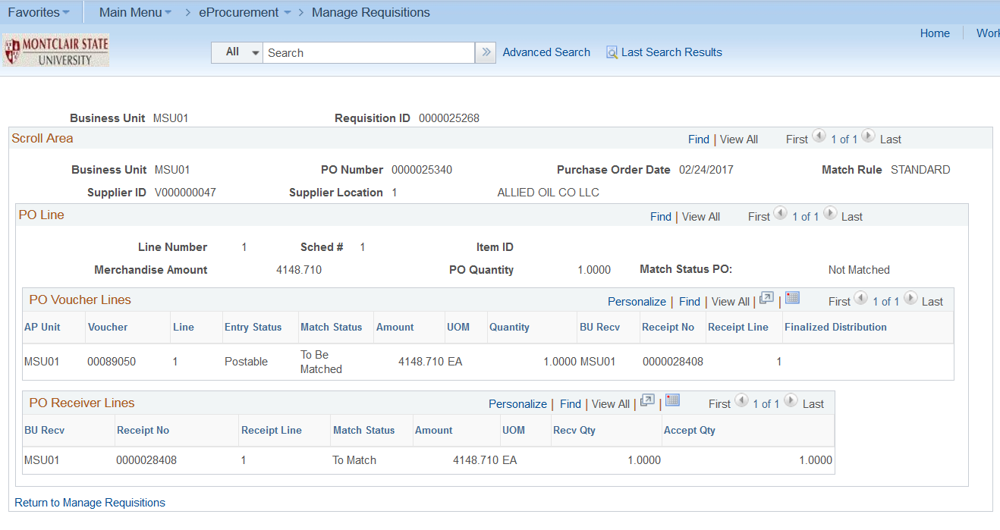 Favorites Main Menu > eProcurement > Manage Requisitions
Home Work
MONTCLAIR STATE
UNIVERSITY
All Search » Advanced Search Last Search Results
Business Unit MSU01 Requisition ID 0000025268
Scroll Area Find | View All First 1 of 1 Last
Business Unit MSU01 PO Number 0000025340 Purchase Order Date 02/24/2017 Match Rule STANDARD
Supplier ID V000000047 Supplier Location 1 ALLIED OIL CO LLC
PO Line Find | View All First 1 of 1 Last
Line Number 1 Sched # 1 Item ID
Merchandise Amount 4148.710 PO Quantity 1.0000 Match Status PO: Not Matched
PO Voucher Lines Personalize | Find | View All | | First 1 of 1 Last
AP Unit Voucher Line Entry Status Match Status Amount UOM Quantity BU Recv Receipt No Receipt Line Finalized Distribution
MSU01 00089050 1 Postable To Be Matched 4148.710 EA 1.0000 MSU01 0000028408 1
PO Receiver Lines Personalize | Find | View All | | First 1 of 1 Last
BU Recv Receipt No Receipt Line Match Status Amount UOM Recv Qty Accept Qty
MSU01 0000028408 1 To Match 4148.710 EA 1.0000 1.0000
Return to Manage Requisitions